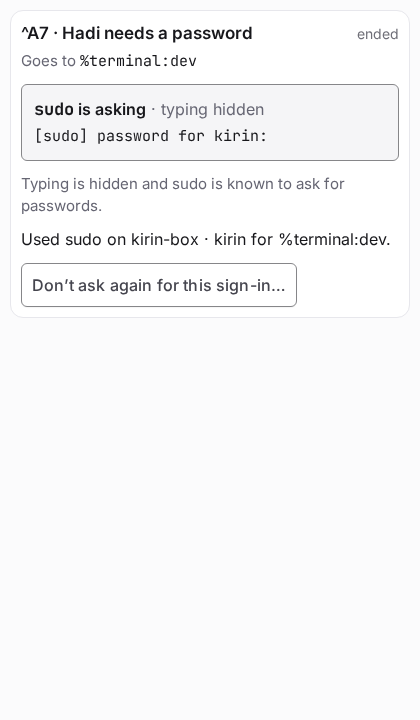 ^A7 · Hadi needs a password
ended
Goes to %terminal:dev
sudo is asking · typing hidden
[sudo] password for kirin:
Typing is hidden and sudo is known to ask for
passwords.
Used sudo on kirin-box · kirin for %terminal:dev.
Don’t ask again for this sign-in…